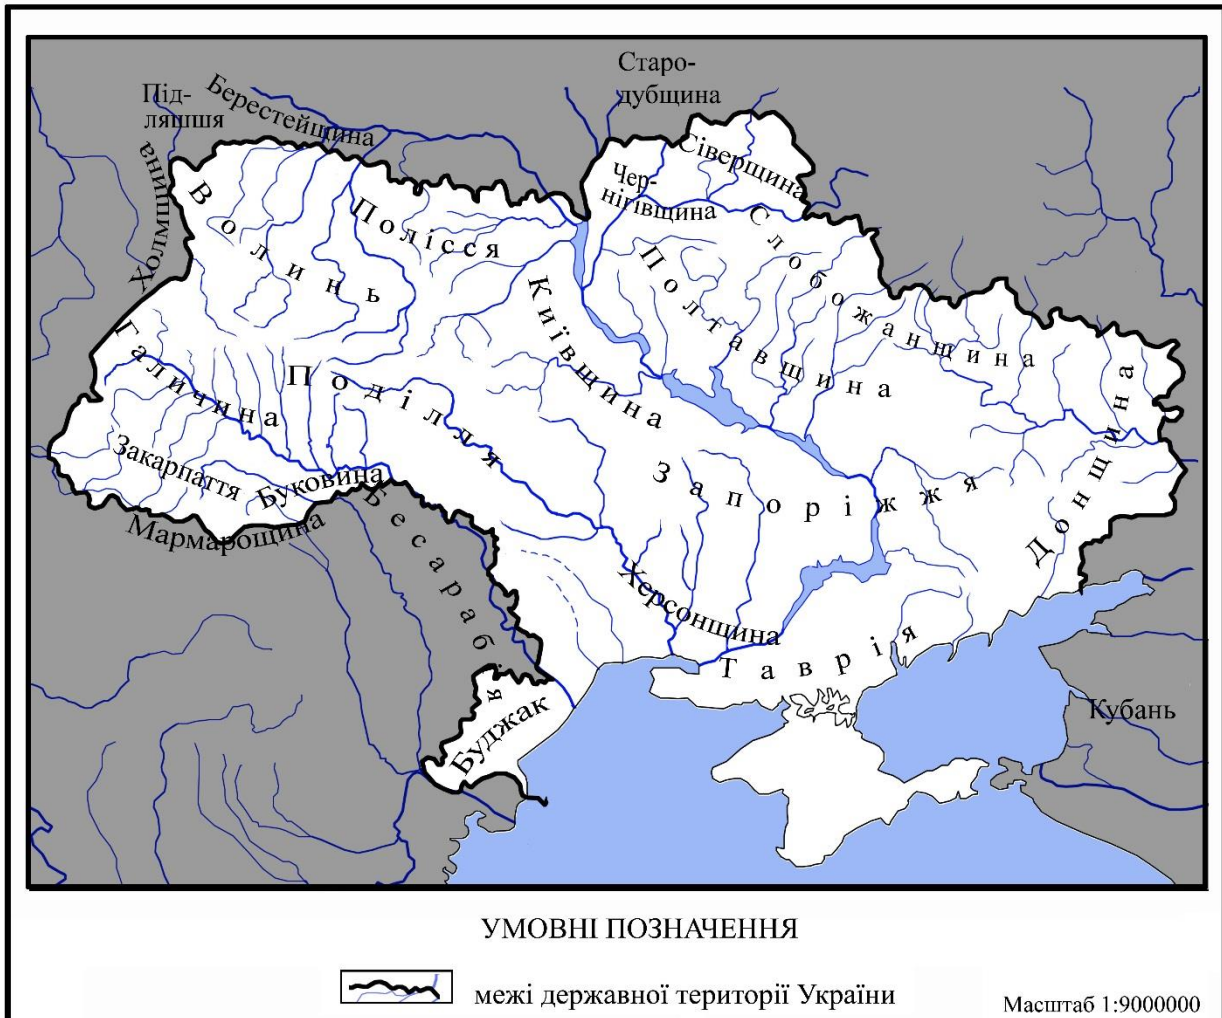 Старо-
дубщина
Під-
ляшшя
Берестейщина
Холмщина
Сіверщина
Чер-
нігівщина
Волинь
Полісся
Слобожанщина
Полтавщина
Київщина
Галичина
Поділля
Закарпаття
Буковина
Мармарощина
Бесарабія
Запоріжжя
Донщина
Херсонщина
Таврія
Буджак
Кубань
УМОВНІ ПОЗНАЧЕННЯ
межі державної території України
Масштаб 1:9000000